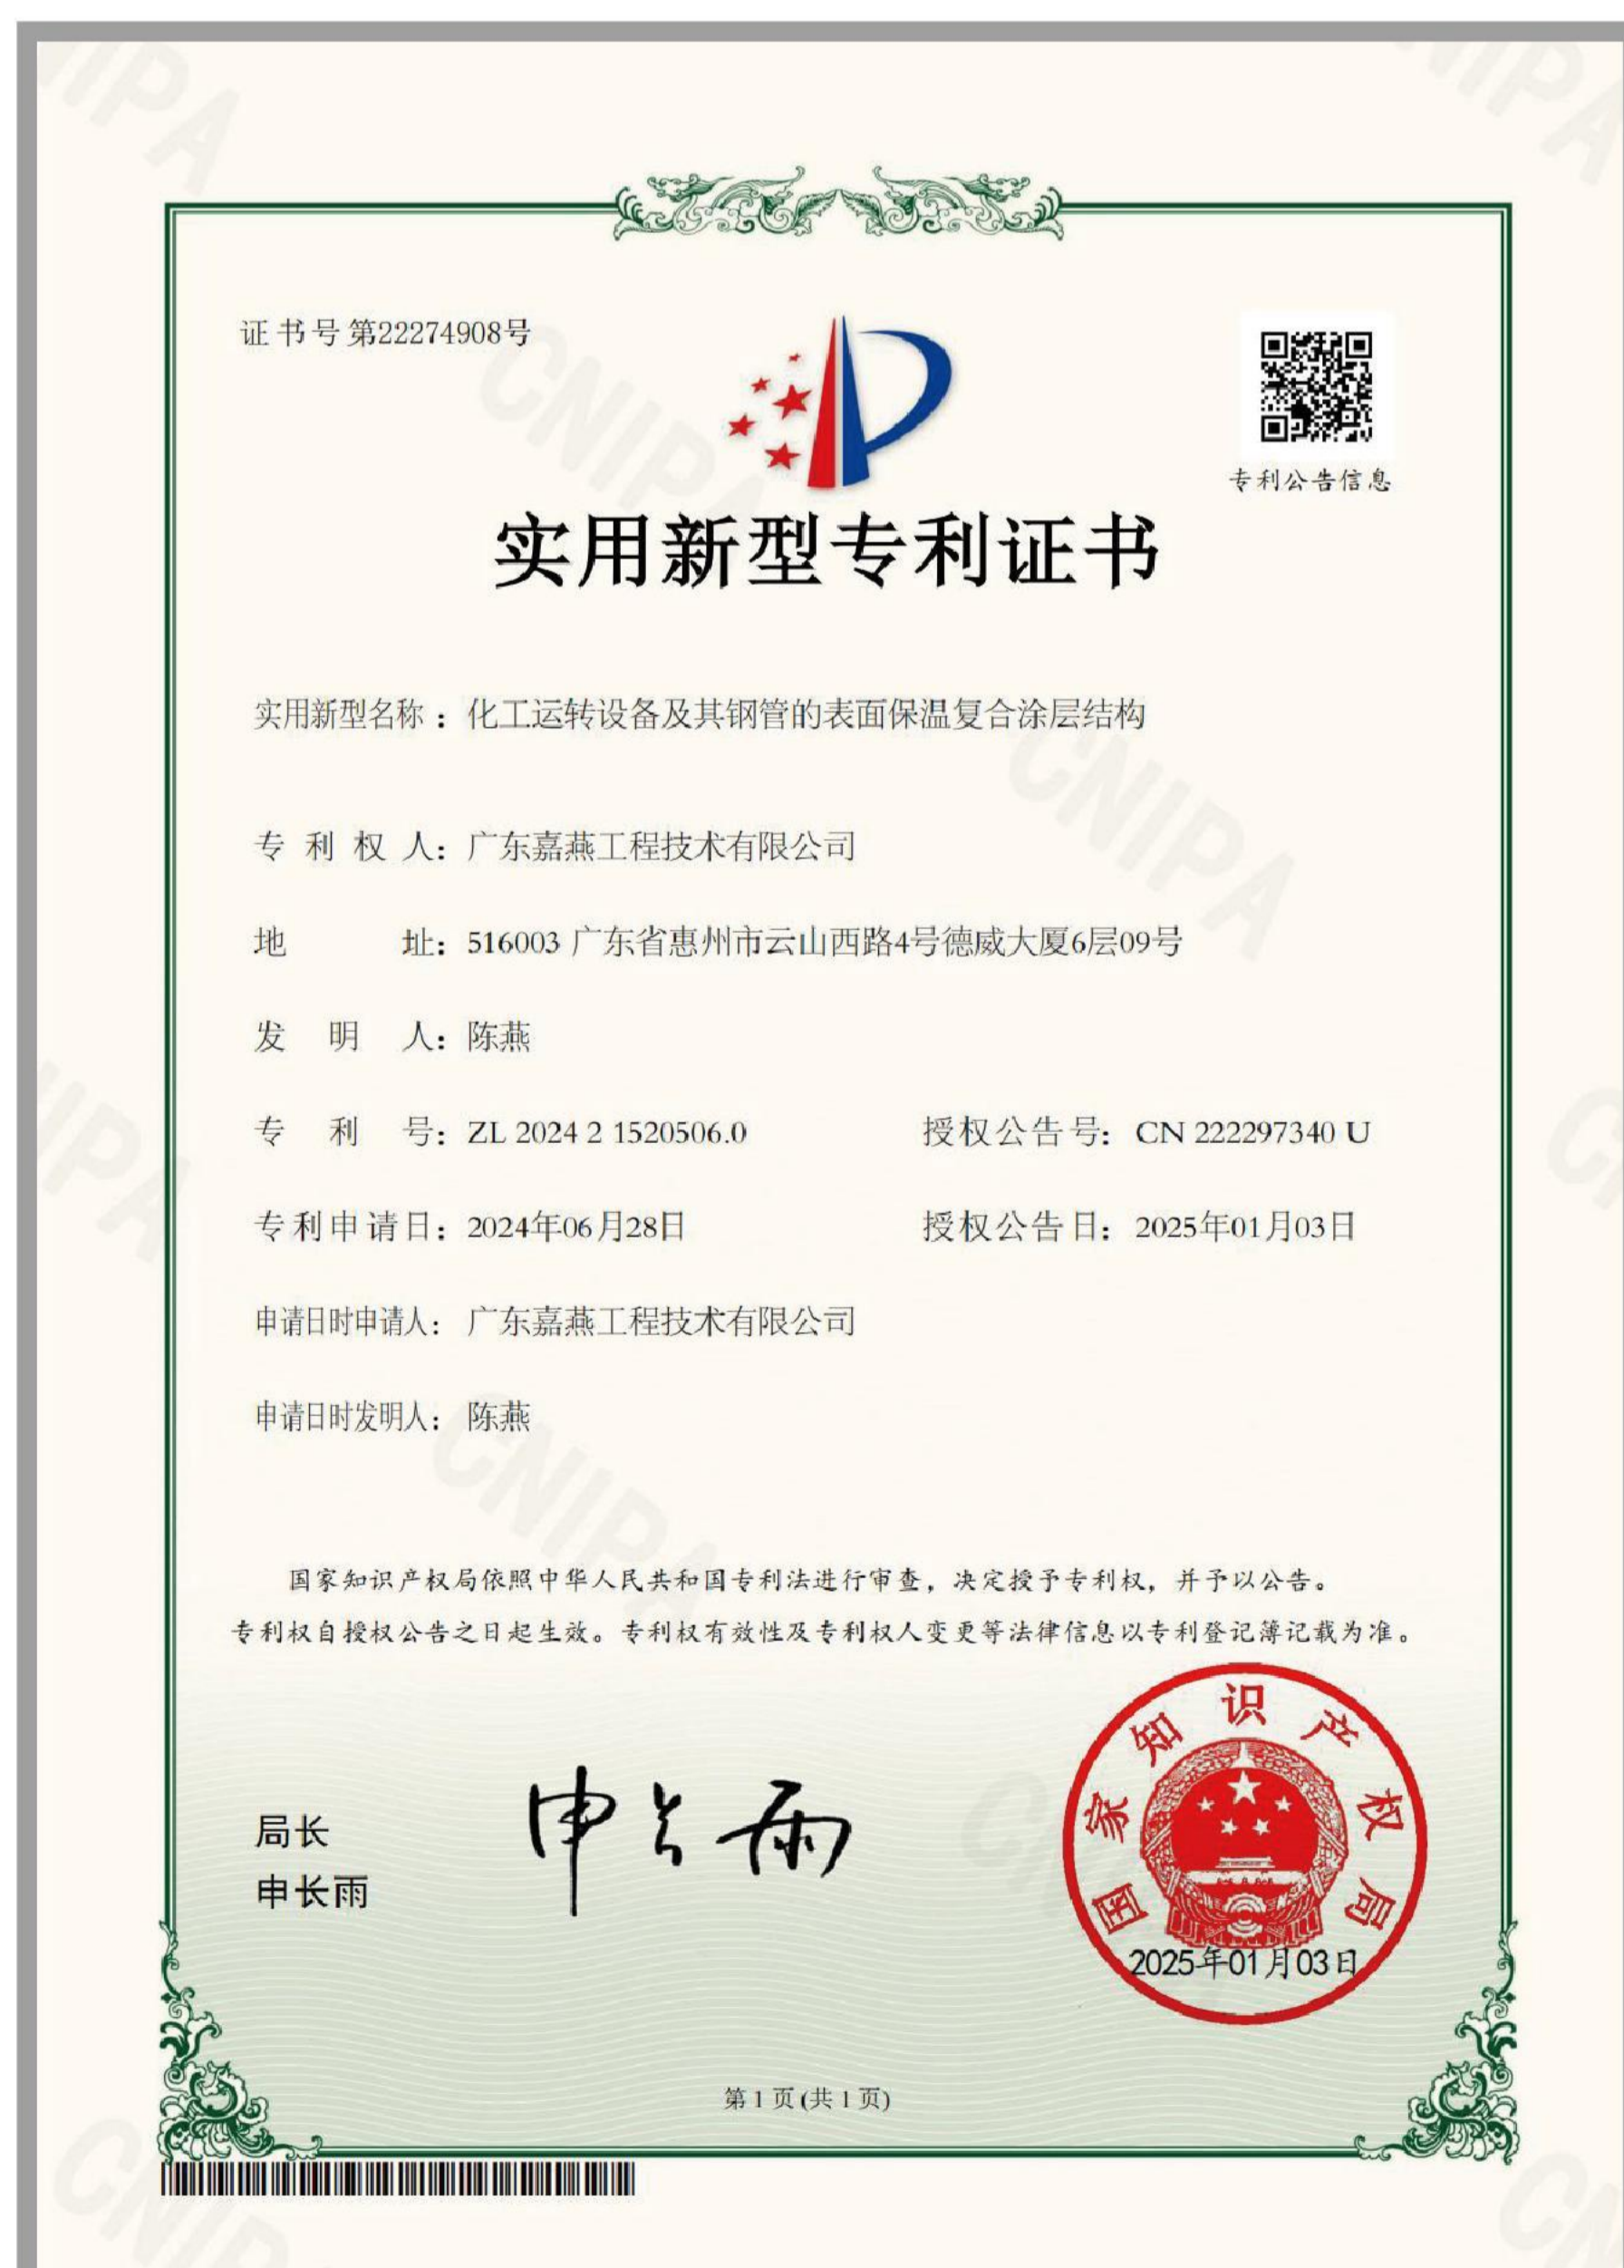 证书号第22274908号
专利公告信息
实用新型专利证书
实用新型名称：化工运转设备及其钢管的表面保温复合涂层结构
专利权人：广东嘉燕工程技术有限公司
地址：516003 广东省惠州市云山西路4号德威大厦6层09号
发明人：陈燕
专利号：ZL 2024 2 1520506.0 授权公告号：CN 222297340 U
专利申请日：2024年06月28日 授权公告日：2025年01月03日
申请日时申请人：广东嘉燕工程技术有限公司
申请日时发明人：陈燕
国家知识产权局依照中华人民共和国专利法进行审查，决定授予专利权，并予以公告。
专利权自授权公告之日起生效。专利权有效性及专利权人变更等法律信息以专利登记簿记载为准。
局长
申长雨
申长雨
国家知识产权局
2025年01月03日
第1页(共1页)
CNIPA
CNIPA
CNIPA